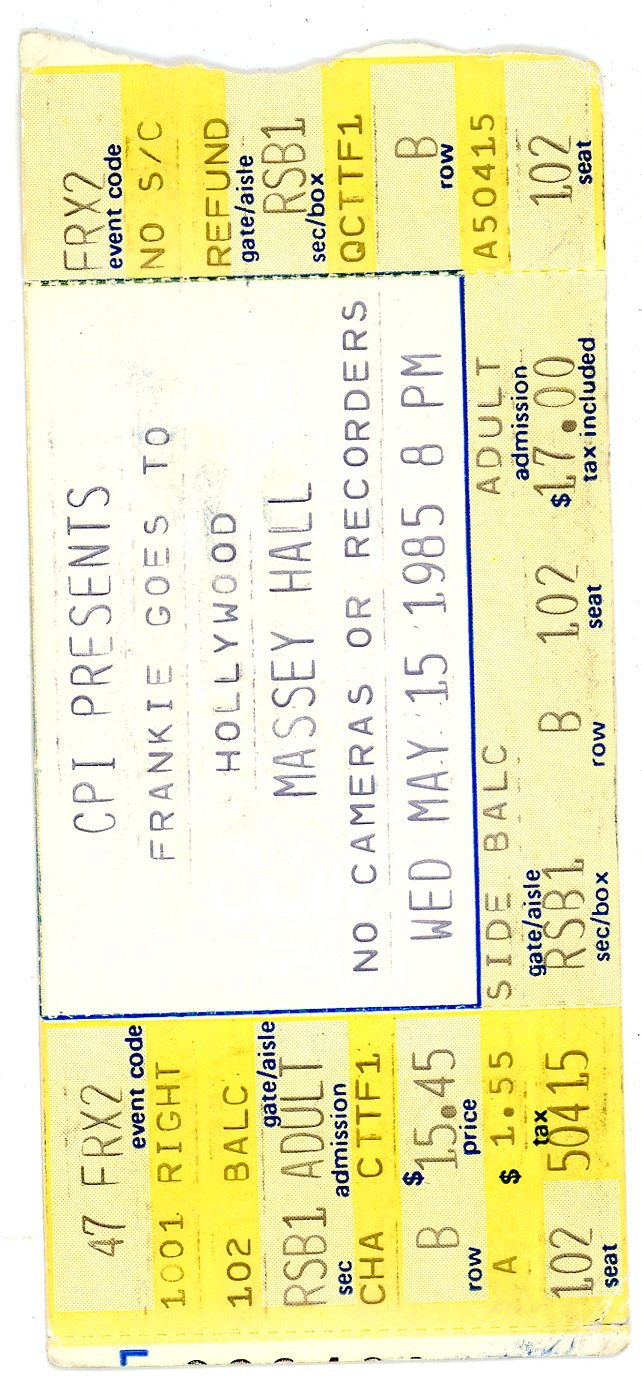 47 FRX2
event code
1001 RIGHT
102 BALC
gate/aisle
RSB1 ADULT
sec admission
CHA CTTF1
B $15.45
row price
A $ 1.55
tax
102 50415
seat
CPI PRESENTS
FRANKIE GOES TO
HOLLYWOOD
MASSEY HALL
NO CAMERAS OR RECORDERS
WED MAY 15 1985 8 PM
SIDE BALC ADULT
gate/aisle admission
RSB1 B 102 $17.00
sec/box row seat tax included
FRX2
event code
NO S/C
REFUND
gate/aisle
RSB1
sec/box
QCTTF1
B
row
A50415
102
seat